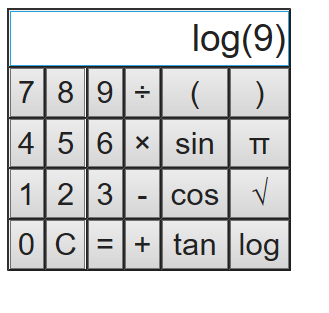 log(9)
7 8 9 ÷ ( )
4 5 6 × sin π
1 2 3 - cos √
0 C = + tan log